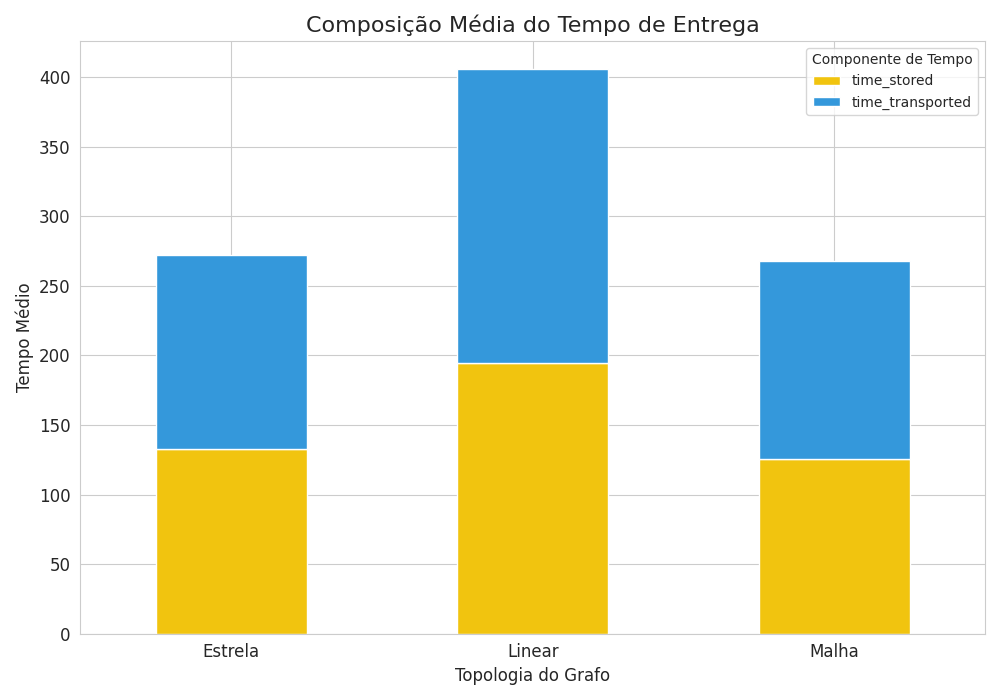 Composição Média do Tempo de Entrega
Componente de Tempo
time_stored
time_transported
Tempo Médio
400
350
300
250
200
150
100
50
0
Estrela
Linear
Malha
Topologia do Grafo